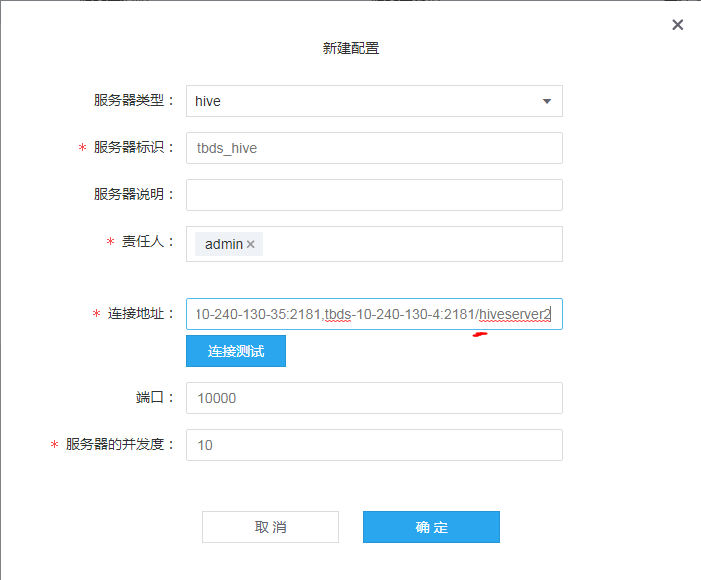 新建配置
服务器类型： hive
* 服务器标识： tbds_hive
服务器说明：
* 责任人： admin ×
* 连接地址： 10-240-130-35:2181,tbds-10-240-130-4:2181/hiveserver2
连接测试
端口： 10000
* 服务器的并发度： 10
取消 确定